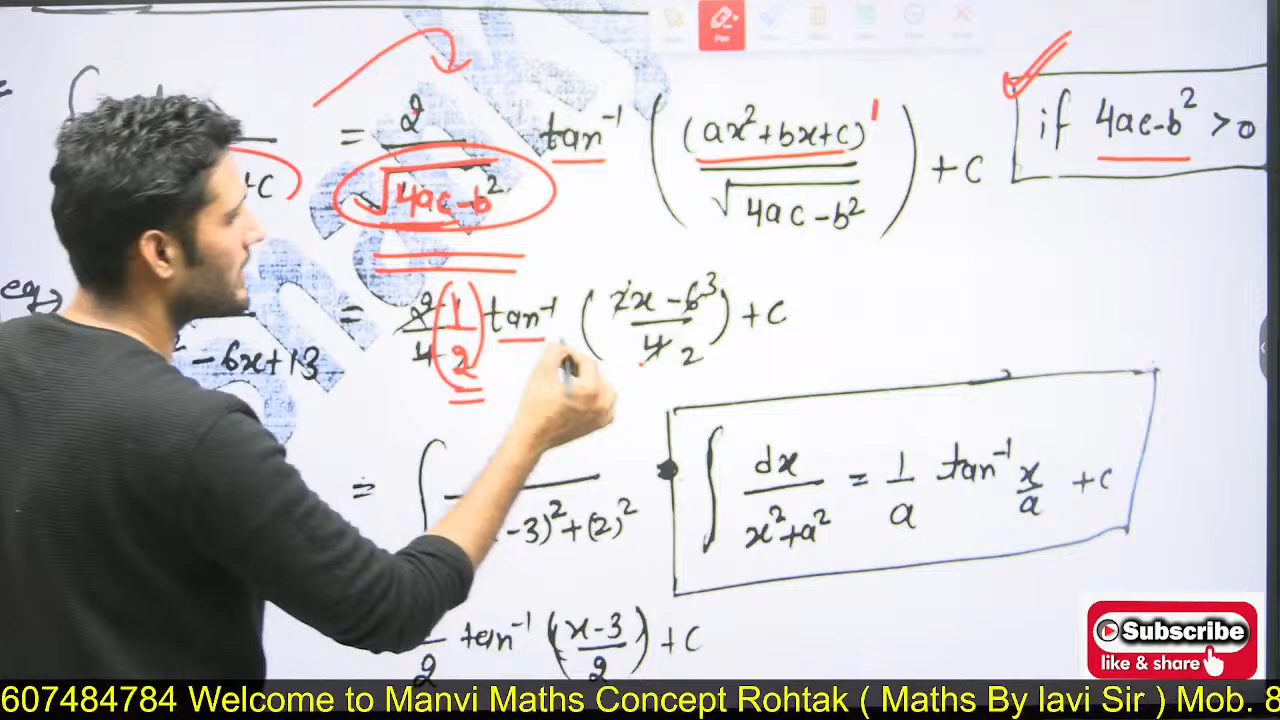 = ∫ +c = 2/√(4ac-b²) tan⁻¹ ( (ax²+bx+c)¹ / √(4ac-b²) ) + c
if 4ac-b² > 0
eg → - 6x+13 = 2/4 1/2 tan⁻¹ ( 2x - 6 3 / 4 2 ) + c
= ∫ -3)² + (2)²
∫ dx/(x²+a²) = 1/a tan⁻¹ x/a + c
2 tan⁻¹ ( (x-3)/2 ) + c
Subscribe
like & share
607484784 Welcome to Manvi Maths Concept Rohtak ( Maths By lavi Sir ) Mob. 8